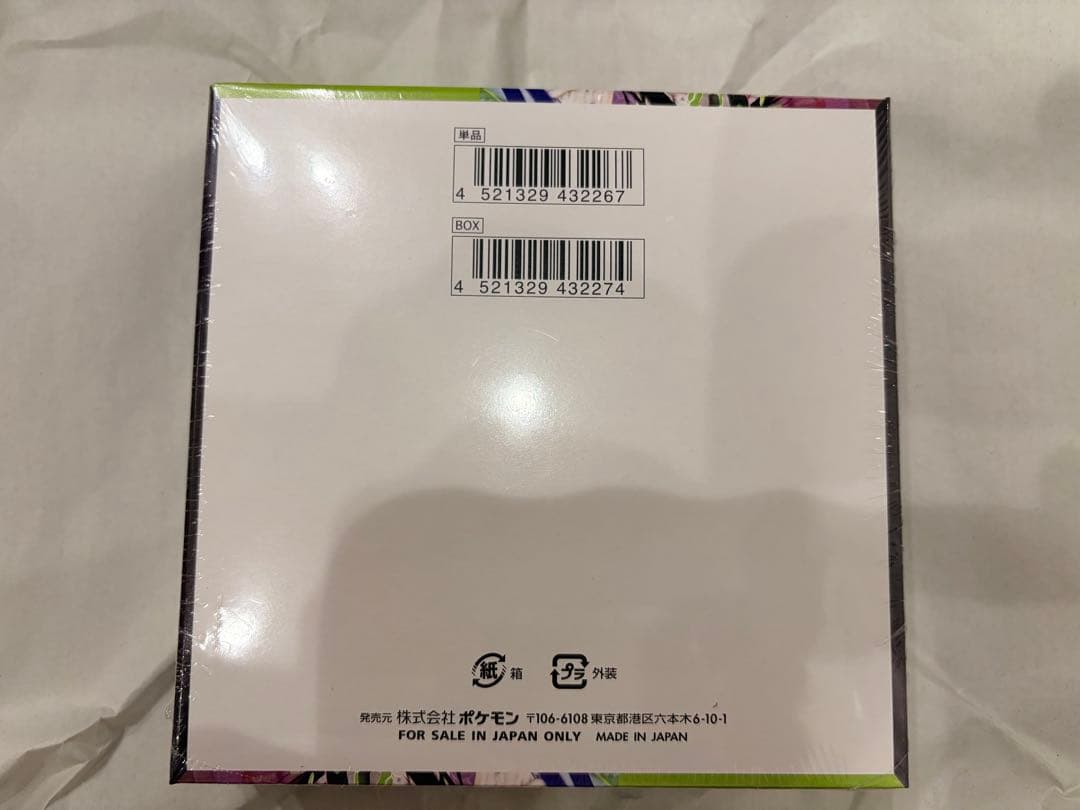 単品
4 521329 432267
BOX
4 521329 432274
紙 箱 プラ 外装
発売元 株式会社 ポケモン 〒106-6108 東京都港区六本木6-10-1
FOR SALE IN JAPAN ONLY MADE IN JAPAN